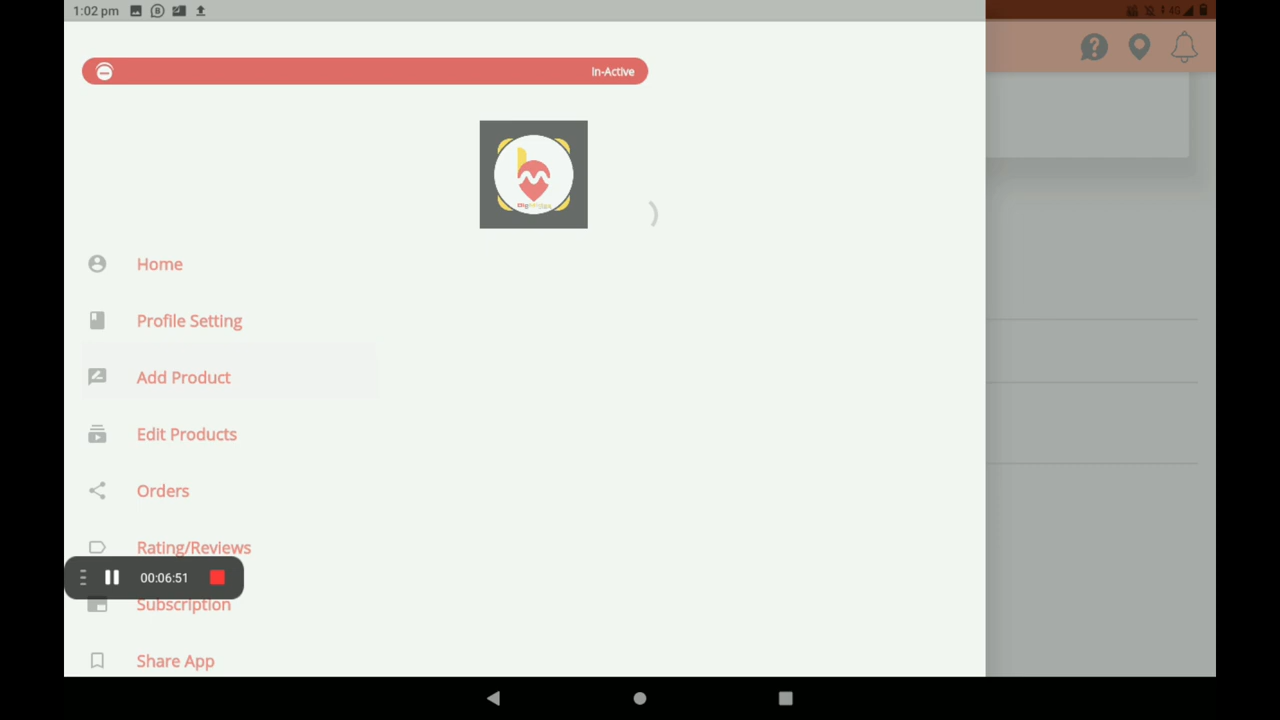 1:02 pm
4G
In-Active
Home
Profile Setting
Add Product
Edit Products
Orders
Rating/Reviews
00:06:51
Subscription
Share App